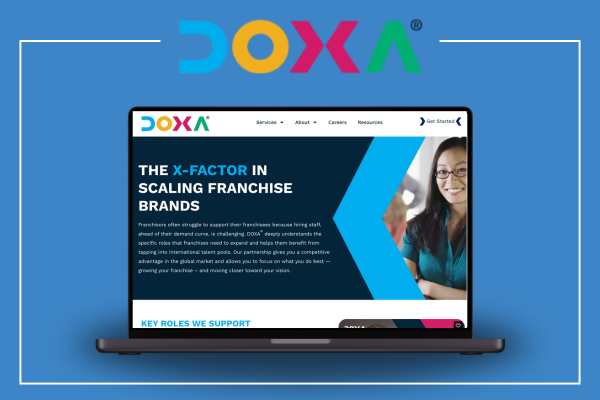 DOXA®
DOXA®
Services About Careers Resources Get Started
THE X-FACTOR IN
SCALING FRANCHISE
BRANDS
Franchisors often struggle to support their franchisees because hiring staff,
ahead of their demand curve, is challenging. DOXA® deeply understands the
specific roles that franchises need to expand and helps them benefit from
tapping into international talent pools. Our partnership gives you a competitive
advantage in the global market and allows you to focus on what you do best —
growing your franchise – and moving closer toward your vision.
KEY ROLES WE SUPPORT
DOXA